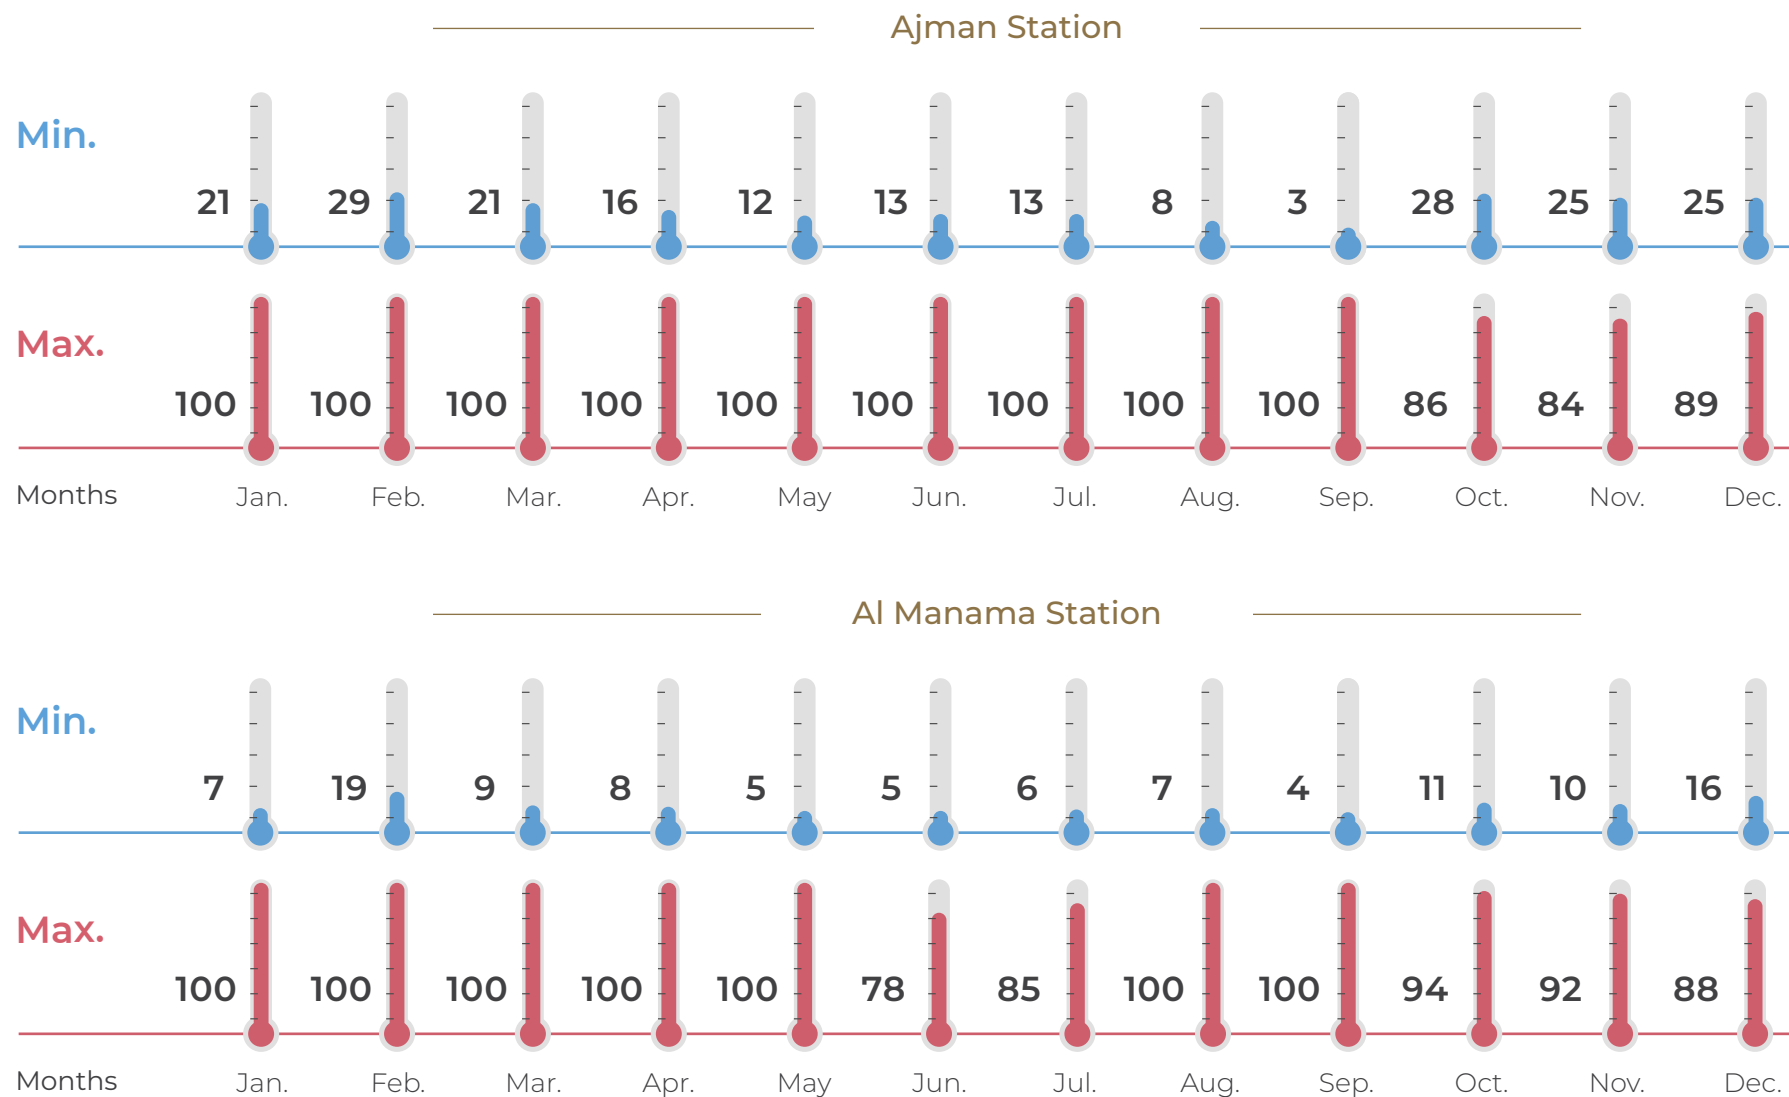 Ajman Station
Min.
21 29 21 16 12 13 13 8 3 28 25 25
Max.
100 100 100 100 100 100 100 100 100 86 84 89
Months Jan. Feb. Mar. Apr. May Jun. Jul. Aug. Sep. Oct. Nov. Dec.
Al Manama Station
Min.
7 19 9 8 5 5 6 7 4 11 10 16
Max.
100 100 100 100 100 78 85 100 100 94 92 88
Months Jan. Feb. Mar. Apr. May Jun. Jul. Aug. Sep. Oct. Nov. Dec.